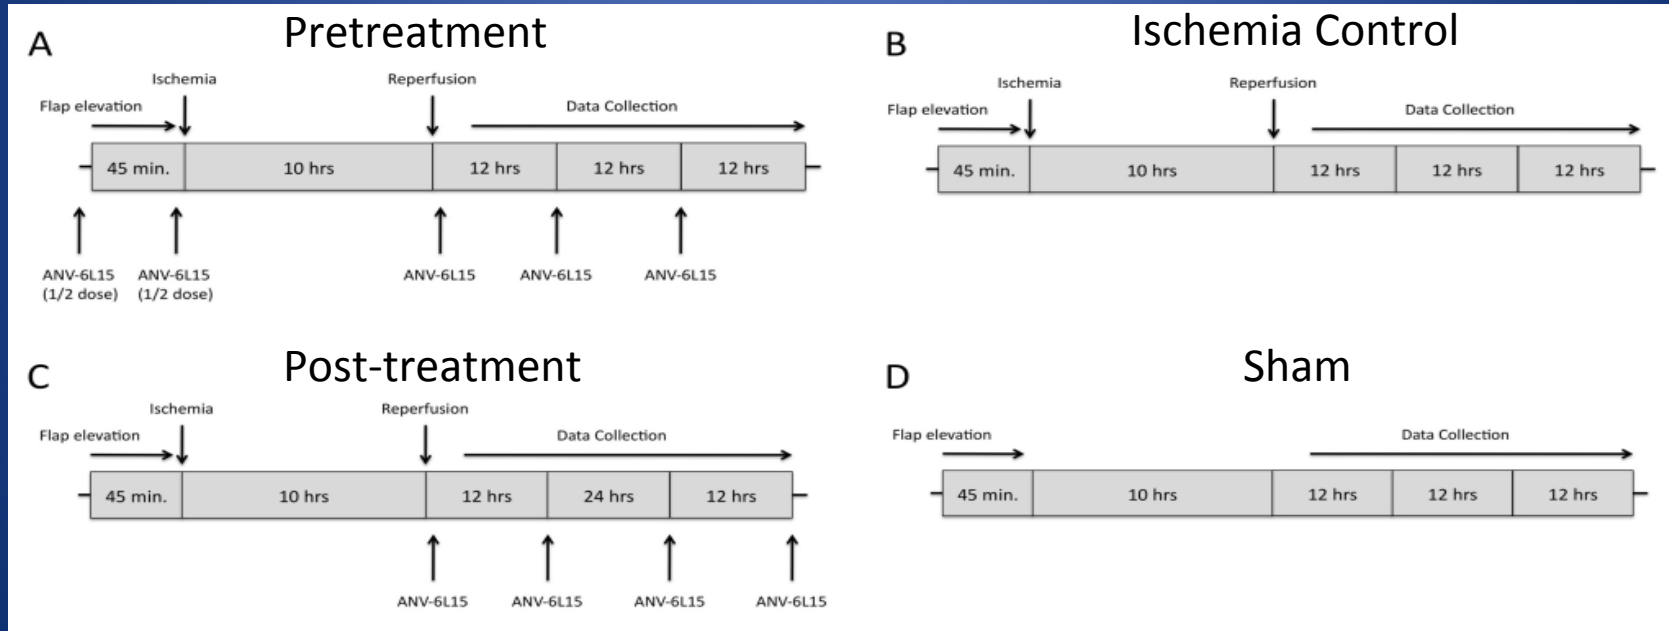 A
Pretreatment
Ischemia
Reperfusion
Flap elevation
Data Collection
45 min.
10 hrs
12 hrs
12 hrs
12 hrs
ANV-6L15
(1/2 dose)
ANV-6L15
(1/2 dose)
ANV-6L15
ANV-6L15
ANV-6L15
B
Ischemia Control
Ischemia
Reperfusion
Flap elevation
Data Collection
45 min.
10 hrs
12 hrs
12 hrs
12 hrs
C
Post-treatment
Ischemia
Reperfusion
Flap elevation
Data Collection
45 min.
10 hrs
12 hrs
24 hrs
12 hrs
ANV-6L15
ANV-6L15
ANV-6L15
ANV-6L15
D
Sham
Flap elevation
Data Collection
45 min.
10 hrs
12 hrs
12 hrs
12 hrs